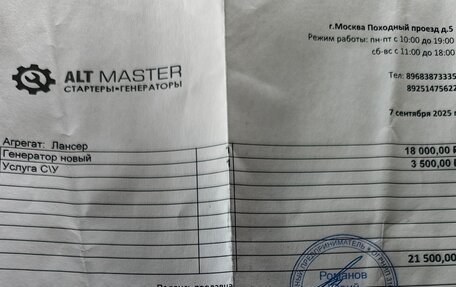 г.Москва Походный проезд д.5
Режим работы: пн-пт с 10:00 до 19:00
сб-вс с 11:00 до 18:00
ALT MASTER
СТАРТЕРЫ•ГЕНЕРАТОРЫ
Тел: 89683873335
89251475622
7 сентября 2025
Агрегат: Лансер
Генератор новый 1 18 000,00
Услуга С\У 1 3 500,00
21 500,00
Романов